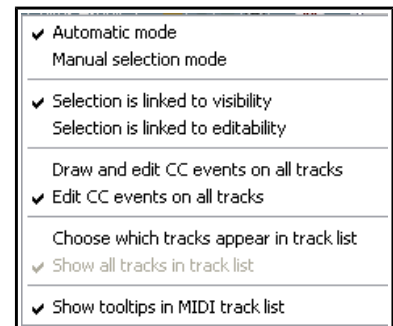 Automatic mode
Manual selection mode
Selection is linked to visibility
Selection is linked to editability
Draw and edit CC events on all tracks
Edit CC events on all tracks
Choose which tracks appear in track list
Show all tracks in track list
Show tooltips in MIDI track list